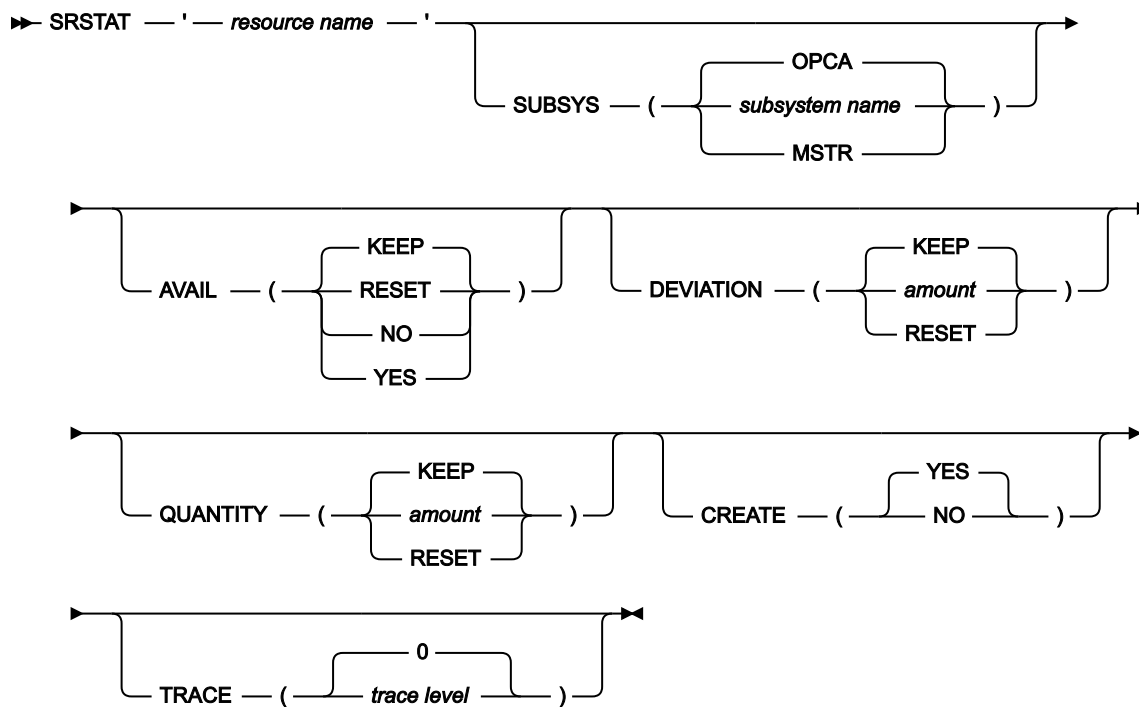 SRSTAT ' resource name '
OPCA
SUBSYS ( subsystem name )
MSTR
KEEP
AVAIL ( RESET )
NO
YES
KEEP
DEVIATION ( amount )
RESET
KEEP
QUANTITY ( amount )
RESET
YES
CREATE ( NO )
0
TRACE ( trace level )